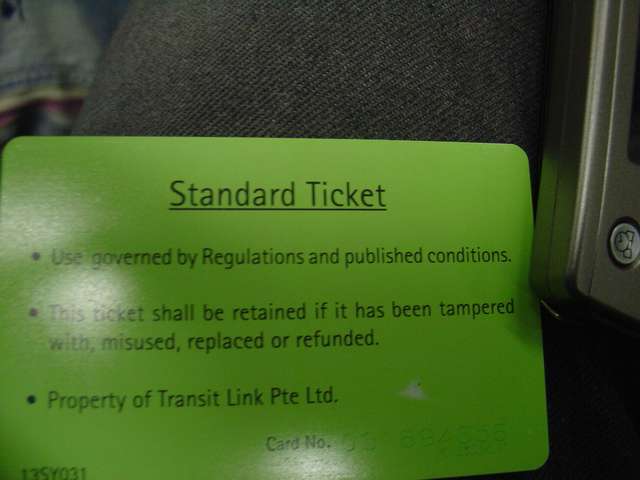 Standard Ticket
• Use governed by Regulations and published conditions.
• This ticket shall be retained if it has been tampered
with, misused, replaced or refunded.
• Property of Transit Link Pte Ltd.
Card No.
13SY031